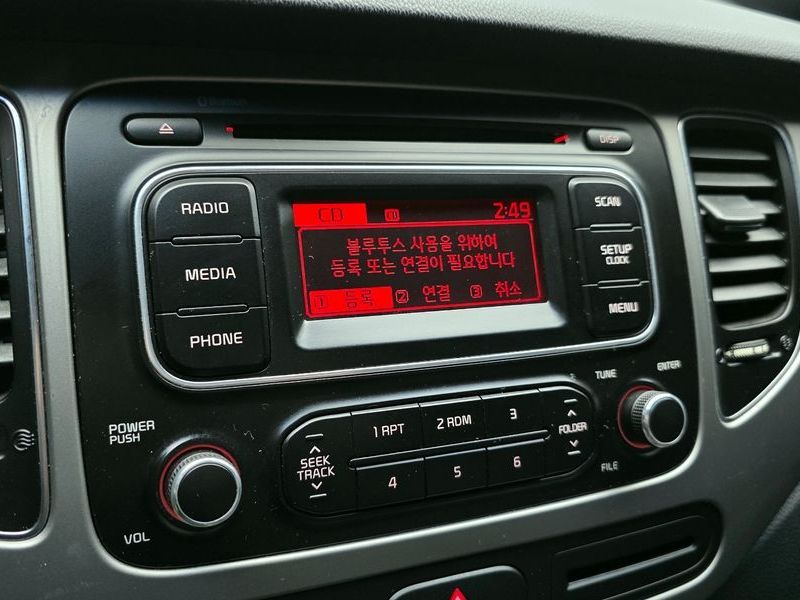 Bluetooth
DISP
RADIO
MEDIA
PHONE
CD
2:49
블루투스 사용을 위하여
등록 또는 연결이 필요합니다
1 등록 2 연결 3 취소
SCAN
SETUP
CLOCK
MENU
POWER
PUSH
VOL
SEEK
TRACK
1 RPT
2 RDM
3
4
5
6
FOLDER
TUNE
ENTER
FILE